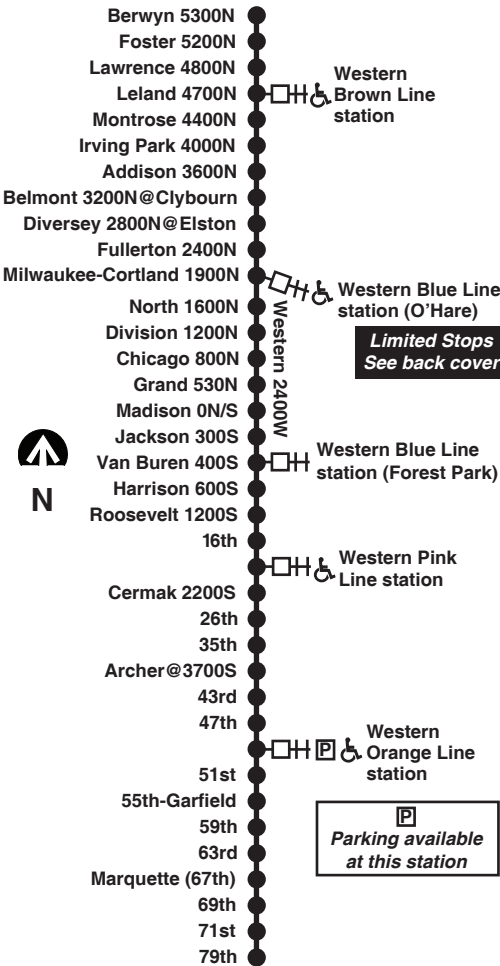 Berwyn 5300N
Foster 5200N
Lawrence 4800N
Leland 4700N
Western
Brown Line
station
Montrose 4400N
Irving Park 4000N
Addison 3600N
Belmont 3200N@Clybourn
Diversey 2800N@Elston
Fullerton 2400N
Milwaukee-Cortland 1900N
Western Blue Line
station (O'Hare)
Limited Stops
See back cover
North 1600N
Division 1200N
Chicago 800N
Grand 530N
Madison 0N/S
Western 2400W
Jackson 300S
Van Buren 400S
Western Blue Line
station (Forest Park)
N
Harrison 600S
Roosevelt 1200S
16th
Western Pink
Line station
Cermak 2200S
26th
35th
Archer@3700S
43rd
47th
P
Western
Orange Line
station
51st
55th-Garfield
59th
63rd
P
Parking available
at this station
Marquette (67th)
69th
71st
79th